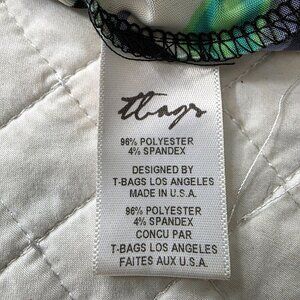 tbags
96% POLYESTER
4% SPANDEX
DESIGNED BY
T-BAGS LOS ANGELES
MADE IN U.S.A.
96% POLYESTER
4% SPANDEX
CONCU PAR
T-BAGS LOS ANGELES
FAITES AUX U.S.A.